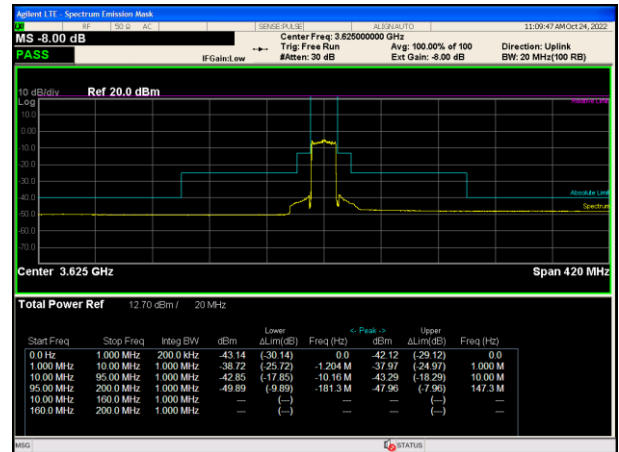 Agilent LTE - Spectrum Emission Mask
RF 50 Ω AC SENSE:PULSE ALIGNAUTO 11:09:47 AM Oct 24, 2022
MS -8.00 dB Center Freq: 3.625000000 GHz
Trig: Free Run Avg: 100.00% of 100 Direction: Uplink
PASS IFGain:Low #Atten: 30 dB Ext Gain: -8.00 dB BW: 20 MHz(100 RB)
10 dB/div Ref 20.0 dBm
Log
Relative Limit
10.0
0.00
-10.0
-20.0
-30.0
-40.0
Absolute Limit
Spectrum
-50.0
-60.0
-70.0
Center 3.625 GHz Span 420 MHz
Total Power Ref 12.70 dBm / 20 MHz
Lower <- Peak -> Upper
Start Freq Stop Freq Integ BW dBm ΔLim(dB) Freq (Hz) dBm ΔLim(dB) Freq (Hz)
0.0 Hz 1.000 MHz 200.0 kHz -43.14 (-30.14) 0.0 -42.12 (-29.12) 0.0
1.000 MHz 10.00 MHz 1.000 MHz -38.72 (-25.72) -1.204 M -37.97 (-24.97) 1.000 M
10.00 MHz 95.00 MHz 1.000 MHz -42.85 (-17.85) -10.16 M -43.29 (-18.29) 10.00 M
95.00 MHz 200.0 MHz 1.000 MHz -49.89 (-9.89) -181.3 M -47.96 (-7.96) 147.3 M
10.00 MHz 160.0 MHz 1.000 MHz --- (---) --- --- (---) ---
160.0 MHz 200.0 MHz 1.000 MHz --- (---) --- --- (---) ---
MSG STATUS